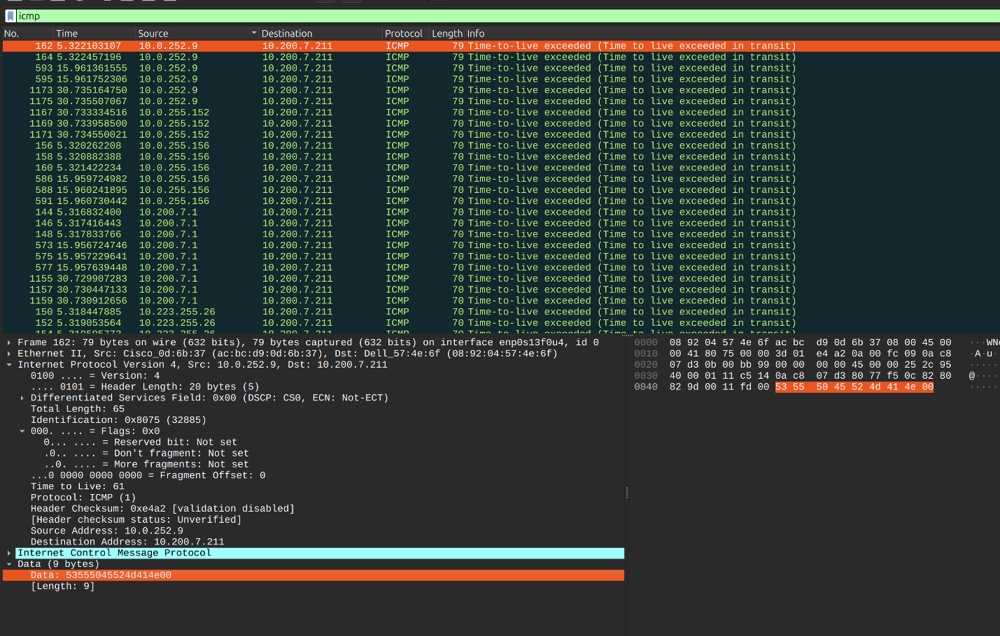 icmp
No. Time Source Destination Protocol Length Info
162 5.322103107 10.0.252.9 10.200.7.211 ICMP 79 Time-to-live exceeded (Time to live exceeded in transit)
164 5.322457196 10.0.252.9 10.200.7.211 ICMP 79 Time-to-live exceeded (Time to live exceeded in transit)
593 15.961361555 10.0.252.9 10.200.7.211 ICMP 79 Time-to-live exceeded (Time to live exceeded in transit)
595 15.961752306 10.0.252.9 10.200.7.211 ICMP 79 Time-to-live exceeded (Time to live exceeded in transit)
1173 30.735164750 10.0.252.9 10.200.7.211 ICMP 79 Time-to-live exceeded (Time to live exceeded in transit)
1175 30.735507067 10.0.252.9 10.200.7.211 ICMP 79 Time-to-live exceeded (Time to live exceeded in transit)
1167 30.733334516 10.0.255.152 10.200.7.211 ICMP 70 Time-to-live exceeded (Time to live exceeded in transit)
1169 30.733958500 10.0.255.152 10.200.7.211 ICMP 70 Time-to-live exceeded (Time to live exceeded in transit)
1171 30.734550021 10.0.255.152 10.200.7.211 ICMP 70 Time-to-live exceeded (Time to live exceeded in transit)
156 5.320262208 10.0.255.156 10.200.7.211 ICMP 70 Time-to-live exceeded (Time to live exceeded in transit)
158 5.320882388 10.0.255.156 10.200.7.211 ICMP 70 Time-to-live exceeded (Time to live exceeded in transit)
160 5.321422234 10.0.255.156 10.200.7.211 ICMP 70 Time-to-live exceeded (Time to live exceeded in transit)
586 15.959724982 10.0.255.156 10.200.7.211 ICMP 70 Time-to-live exceeded (Time to live exceeded in transit)
588 15.960241895 10.0.255.156 10.200.7.211 ICMP 70 Time-to-live exceeded (Time to live exceeded in transit)
591 15.960730442 10.0.255.156 10.200.7.211 ICMP 70 Time-to-live exceeded (Time to live exceeded in transit)
144 5.316832400 10.200.7.1 10.200.7.211 ICMP 70 Time-to-live exceeded (Time to live exceeded in transit)
146 5.317416443 10.200.7.1 10.200.7.211 ICMP 70 Time-to-live exceeded (Time to live exceeded in transit)
148 5.317833766 10.200.7.1 10.200.7.211 ICMP 70 Time-to-live exceeded (Time to live exceeded in transit)
573 15.956724746 10.200.7.1 10.200.7.211 ICMP 70 Time-to-live exceeded (Time to live exceeded in transit)
575 15.957229641 10.200.7.1 10.200.7.211 ICMP 70 Time-to-live exceeded (Time to live exceeded in transit)
577 15.957639448 10.200.7.1 10.200.7.211 ICMP 70 Time-to-live exceeded (Time to live exceeded in transit)
1155 30.729907283 10.200.7.1 10.200.7.211 ICMP 70 Time-to-live exceeded (Time to live exceeded in transit)
1157 30.730447133 10.200.7.1 10.200.7.211 ICMP 70 Time-to-live exceeded (Time to live exceeded in transit)
1159 30.730912656 10.200.7.1 10.200.7.211 ICMP 70 Time-to-live exceeded (Time to live exceeded in transit)
150 5.318447885 10.223.255.26 10.200.7.211 ICMP 70 Time-to-live exceeded (Time to live exceeded in transit)
152 5.319053564 10.223.255.26 10.200.7.211 ICMP 70 Time-to-live exceeded (Time to live exceeded in transit)
Frame 162: 79 bytes on wire (632 bits), 79 bytes captured (632 bits) on interface enp0s13f0u4, id 0
Ethernet II, Src: Cisco_0d:6b:37 (ac:bc:d9:0d:6b:37), Dst: Dell_57:4e:6f (08:92:04:57:4e:6f)
Internet Protocol Version 4, Src: 10.0.252.9, Dst: 10.200.7.211
0100 .... = Version: 4
.... 0101 = Header Length: 20 bytes (5)
Differentiated Services Field: 0x00 (DSCP: CS0, ECN: Not-ECT)
Total Length: 65
Identification: 0x8075 (32885)
000. .... = Flags: 0x0
0... .... = Reserved bit: Not set
.0.. .... = Don't fragment: Not set
..0. .... = More fragments: Not set
...0 0000 0000 0000 = Fragment Offset: 0
Time to Live: 61
Protocol: ICMP (1)
Header Checksum: 0xe4a2 [validation disabled]
[Header checksum status: Unverified]
Source Address: 10.0.252.9
Destination Address: 10.200.7.211
Internet Control Message Protocol
Data (9 bytes)
Data: 53555045524d414e00
[Length: 9]
0000 08 92 04 57 4e 6f ac bc d9 0d 6b 37 08 00 45 00 ···WN
0010 00 41 80 75 00 00 3d 01 e4 a2 0a 00 fc 09 0a c8 ·A·u·
0020 07 d3 0b 00 bb 99 00 00 00 00 45 00 00 25 2c 95 ·····
0030 40 00 01 11 c5 14 0a c8 07 d3 80 77 f5 0c 82 80 @····
0040 82 9d 00 11 fd 00 53 55 50 45 52 4d 41 4e 00 ·····